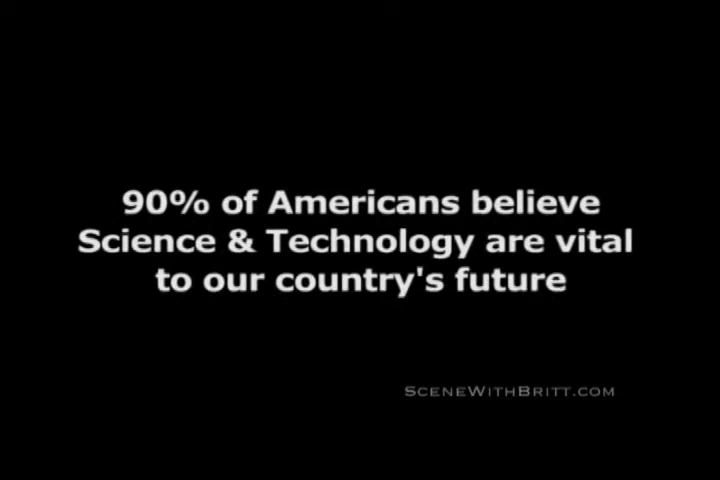 90% of Americans believe
Science & Technology are vital
to our country's future
SceneWithBritt.com